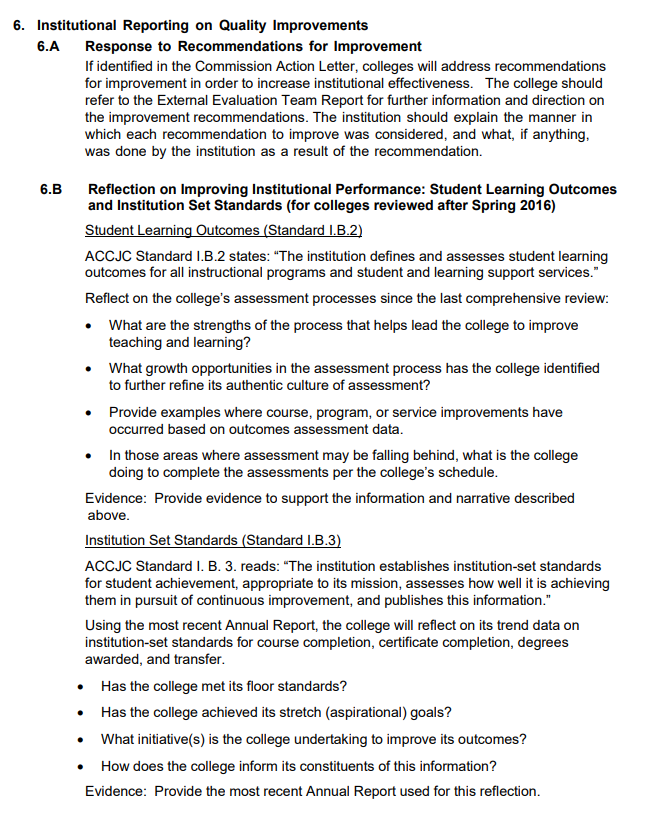 6. Institutional Reporting on Quality Improvements
6.A Response to Recommendations for Improvement
If identified in the Commission Action Letter, colleges will address recommendations
for improvement in order to increase institutional effectiveness. The college should
refer to the External Evaluation Team Report for further information and direction on
the improvement recommendations. The institution should explain the manner in
which each recommendation to improve was considered, and what, if anything,
was done by the institution as a result of the recommendation.
6.B Reflection on Improving Institutional Performance: Student Learning Outcomes
and Institution Set Standards (for colleges reviewed after Spring 2016)
Student Learning Outcomes (Standard I.B.2)
ACCJC Standard I.B.2 states: “The institution defines and assesses student learning
outcomes for all instructional programs and student and learning support services.”
Reflect on the college’s assessment processes since the last comprehensive review:
• What are the strengths of the process that helps lead the college to improve
teaching and learning?
• What growth opportunities in the assessment process has the college identified
to further refine its authentic culture of assessment?
• Provide examples where course, program, or service improvements have
occurred based on outcomes assessment data.
• In those areas where assessment may be falling behind, what is the college
doing to complete the assessments per the college’s schedule.
Evidence: Provide evidence to support the information and narrative described
above.
Institution Set Standards (Standard I.B.3)
ACCJC Standard I. B. 3. reads: “The institution establishes institution-set standards
for student achievement, appropriate to its mission, assesses how well it is achieving
them in pursuit of continuous improvement, and publishes this information.”
Using the most recent Annual Report, the college will reflect on its trend data on
institution-set standards for course completion, certificate completion, degrees
awarded, and transfer.
• Has the college met its floor standards?
• Has the college achieved its stretch (aspirational) goals?
• What initiative(s) is the college undertaking to improve its outcomes?
• How does the college inform its constituents of this information?
Evidence: Provide the most recent Annual Report used for this reflection.